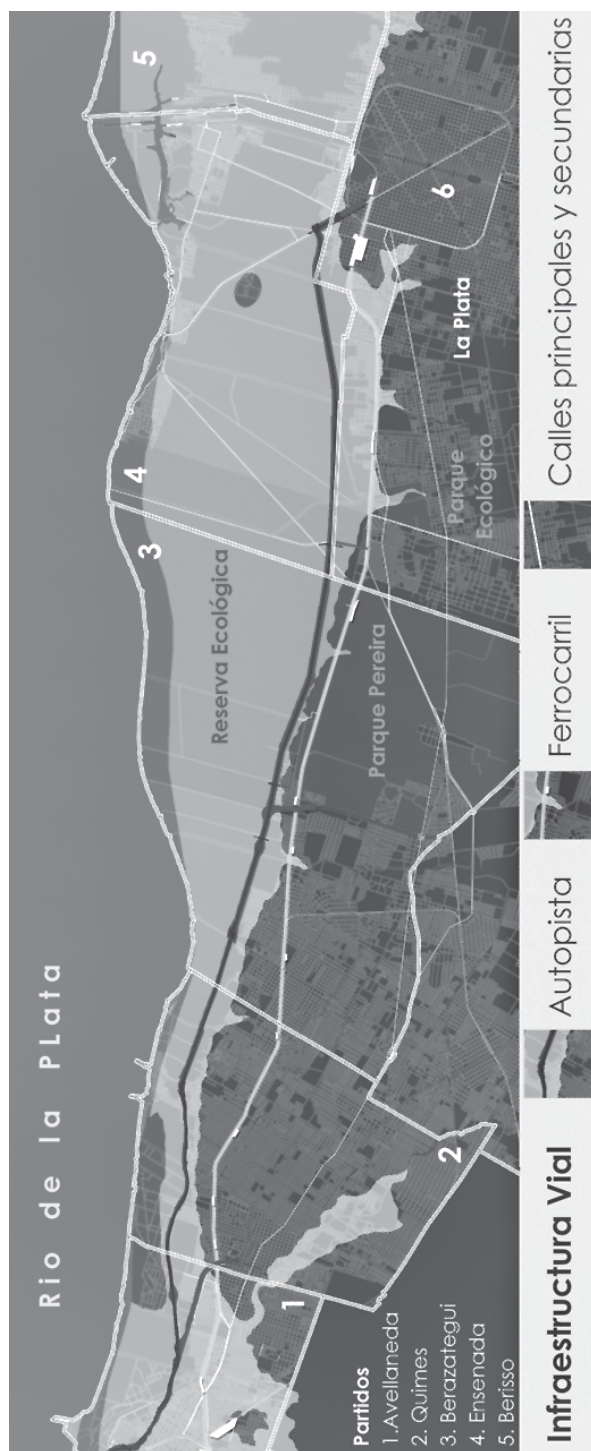 Rio de la PLata
5
4
3
6
Reserva Ecológica
La Plata
Parque
Ecológico
Parque Pereira
2
1
Partidos
1.Avellaneda
2. Quimes
3. Berazategui
4. Ensenada
5. Berisso
Infraestructura Vial
Autopista
Ferrocarril
Calles principales y secundarias